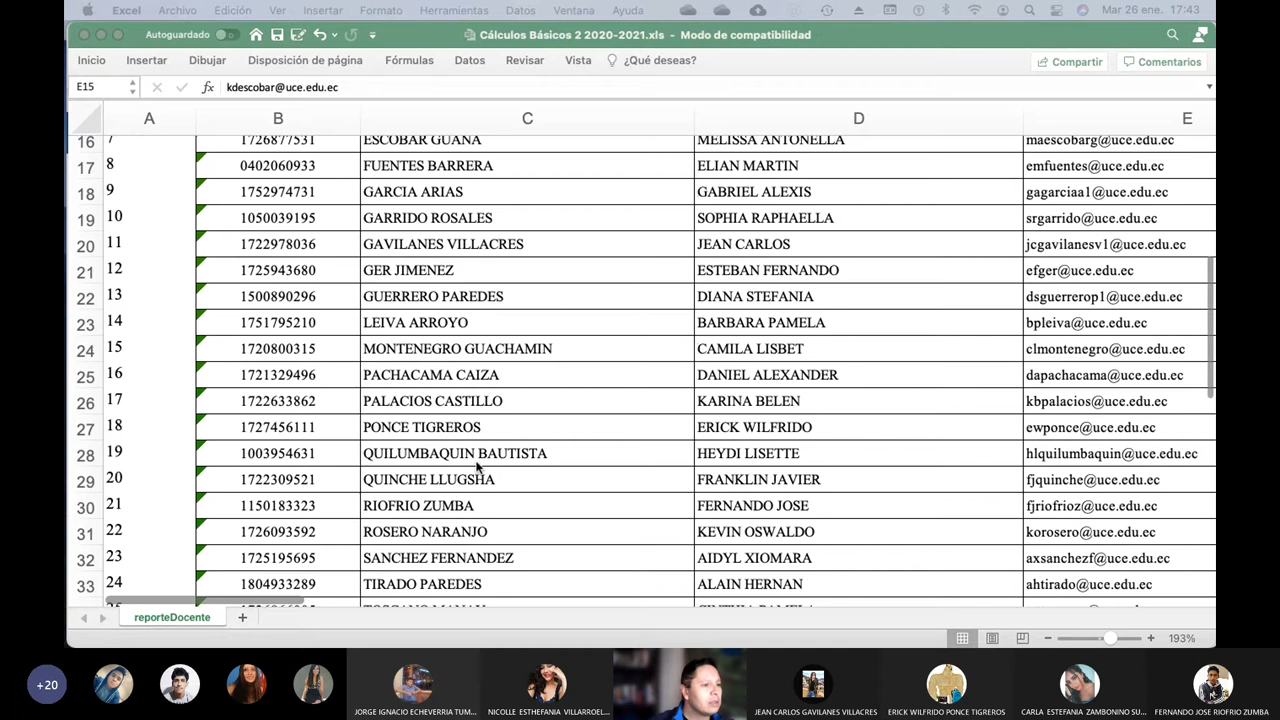 Excel Archivo Edición Ver Insertar Formato Herramientas Datos Ventana Ayuda Mar 26 ene. 17:43
Autoguardado Cálculos Básicos 2 2020-2021.xls - Modo de compatibilidad
Inicio Insertar Dibujar Disposición de página Fórmulas Datos Revisar Vista ¿Qué deseas? Compartir Comentarios
E15 fx kdescobar@uce.edu.ec
A B C D E
16 7 1726877531 ESCOBAR GUAÑA MELISSA ANTONELLA maescobarg@uce.edu.ec
17 8 0402060933 FUENTES BARRERA ELIAN MARTIN emfuentes@uce.edu.ec
18 9 1752974731 GARCIA ARIAS GABRIEL ALEXIS gagarciaa1@uce.edu.ec
19 10 1050039195 GARRIDO ROSALES SOPHIA RAPHAELLA srgarrido@uce.edu.ec
20 11 1722978036 GAVILANES VILLACRES JEAN CARLOS jcgavilanesv1@uce.edu.ec
21 12 1725943680 GER JIMENEZ ESTEBAN FERNANDO efger@uce.edu.ec
22 13 1500890296 GUERRERO PAREDES DIANA STEFANIA dsguerrerop1@uce.edu.ec
23 14 1751795210 LEIVA ARROYO BARBARA PAMELA bpleiva@uce.edu.ec
24 15 1720800315 MONTENEGRO GUACHAMIN CAMILA LISBET clmontenegro@uce.edu.ec
25 16 1721329496 PACHACAMA CAIZA DANIEL ALEXANDER dapachacama@uce.edu.ec
26 17 1722633862 PALACIOS CASTILLO KARINA BELEN kbpalacios@uce.edu.ec
27 18 1727456111 PONCE TIGREROS ERICK WILFRIDO ewponce@uce.edu.ec
28 19 1003954631 QUILUMBAQUIN BAUTISTA HEYDI LISETTE hlquilumbaquin@uce.edu.ec
29 20 1722309521 QUINCHE LLUGSHA FRANKLIN JAVIER fjquinche@uce.edu.ec
30 21 1150183323 RIOFRIO ZUMBA FERNANDO JOSE fjriofrioz@uce.edu.ec
31 22 1726093592 ROSERO NARANJO KEVIN OSWALDO korosero@uce.edu.ec
32 23 1725195695 SANCHEZ FERNANDEZ AIDYL XIOMARA axsanchezf@uce.edu.ec
33 24 1804933289 TIRADO PAREDES ALAIN HERNAN ahtirado@uce.edu.ec
reporteDocente
193%
+20
JORGE IGNACIO ECHEVERRIA TUM... NICOLLE ESTHEFANIA VILLARROEL... JEAN CARLOS GAVILANES VILLACRES ERICK WILFRIDO PONCE TIGREROS CARLA ESTEFANIA ZAMBONINO SU... FERNANDO JOSE RIOFRIO ZUMBA